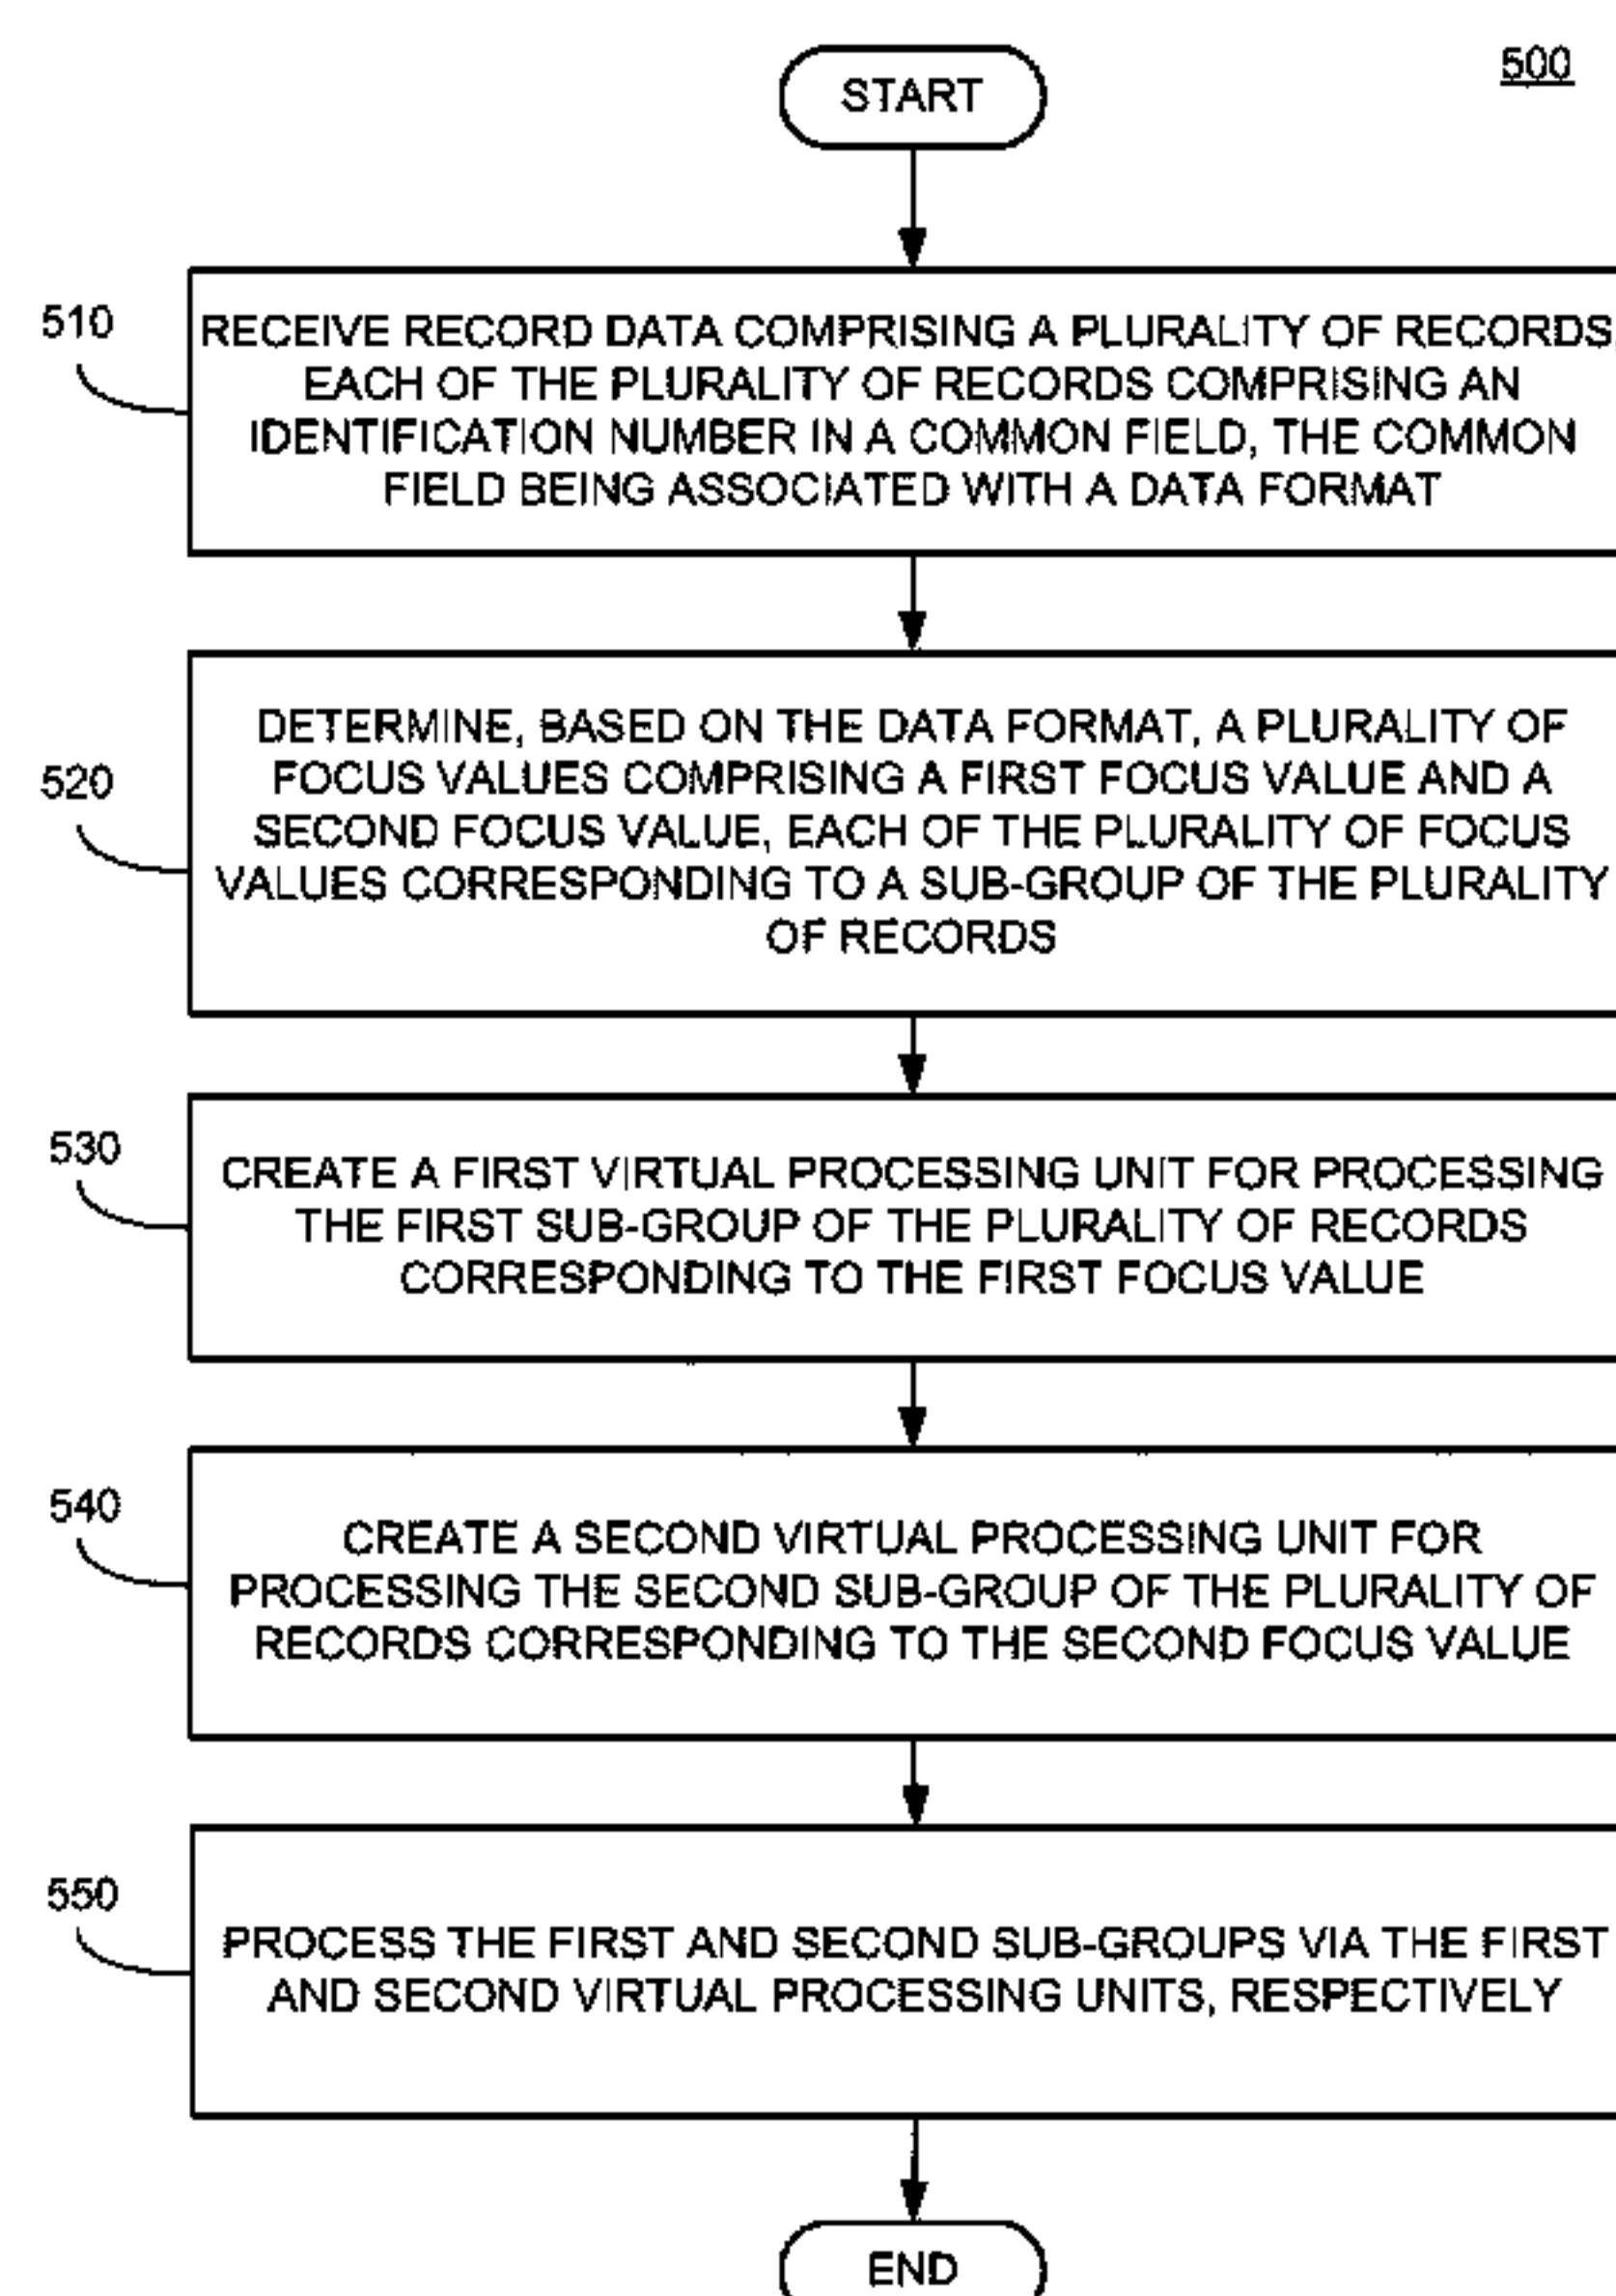 START
500
510
RECEIVE RECORD DATA COMPRISING A PLURALITY OF RECORDS,
EACH OF THE PLURALITY OF RECORDS COMPRISING AN
IDENTIFICATION NUMBER IN A COMMON FIELD, THE COMMON
FIELD BEING ASSOCIATED WITH A DATA FORMAT
520
DETERMINE, BASED ON THE DATA FORMAT, A PLURALITY OF
FOCUS VALUES COMPRISING A FIRST FOCUS VALUE AND A
SECOND FOCUS VALUE, EACH OF THE PLURALITY OF FOCUS
VALUES CORRESPONDING TO A SUB-GROUP OF THE PLURALITY
OF RECORDS
530
CREATE A FIRST VIRTUAL PROCESSING UNIT FOR PROCESSING
THE FIRST SUB-GROUP OF THE PLURALITY OF RECORDS
CORRESPONDING TO THE FIRST FOCUS VALUE
540
CREATE A SECOND VIRTUAL PROCESSING UNIT FOR
PROCESSING THE SECOND SUB-GROUP OF THE PLURALITY OF
RECORDS CORRESPONDING TO THE SECOND FOCUS VALUE
550
PROCESS THE FIRST AND SECOND SUB-GROUPS VIA THE FIRST
AND SECOND VIRTUAL PROCESSING UNITS, RESPECTIVELY
END